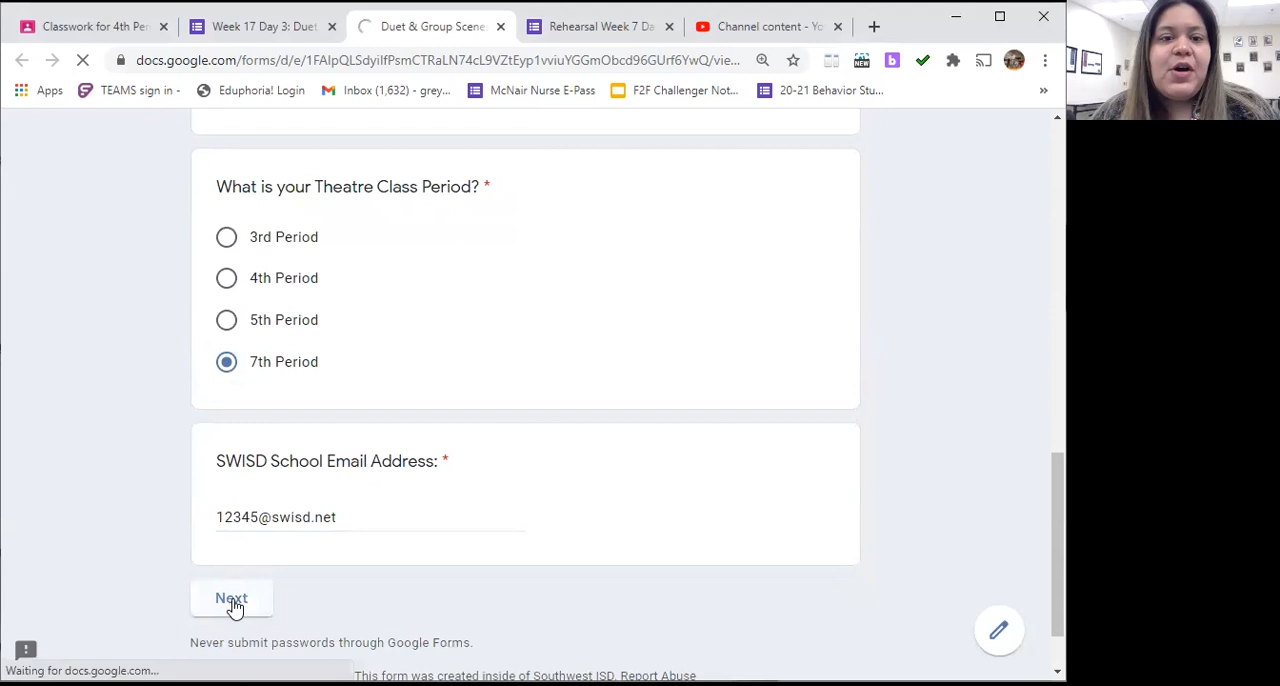 Classwork for 4th Per
Week 17 Day 3: Duet
Duet & Group Scene
Rehearsal Week 7 Da
Channel content - Yo
docs.google.com/forms/d/e/
Apps
TEAMS sign in -
Eduphoria! Login
Inbox (1,632) - grey...
McNair Nurse E-Pass
F2F Challenger Not...
20-21 Behavior Stu...
»
What is your Theatre Class Period? *
3rd Period
4th Period
5th Period
7th Period
SWISD School Email Address: *
12345@swisd.net
Next
Never submit passwords through Google Forms.
Waiting for docs.google.com...
This form was created inside of Southwest ISD. Report Abuse